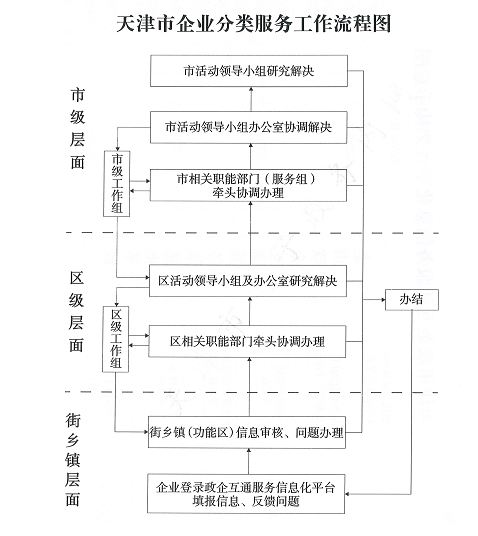 天津市企业分类服务工作流程图
市级层面
市活动领导小组研究解决
市活动领导小组办公室协调解决
市级工作组
市相关职能部门（服务组）
牵头协调办理
区级层面
区活动领导小组及办公室研究解决
办结
区级工作组
区相关职能部门牵头协调办理
街乡镇层面
街乡镇(功能区)信息审核、问题办理
企业登录政企互通服务信息化平台
填报信息、反馈问题